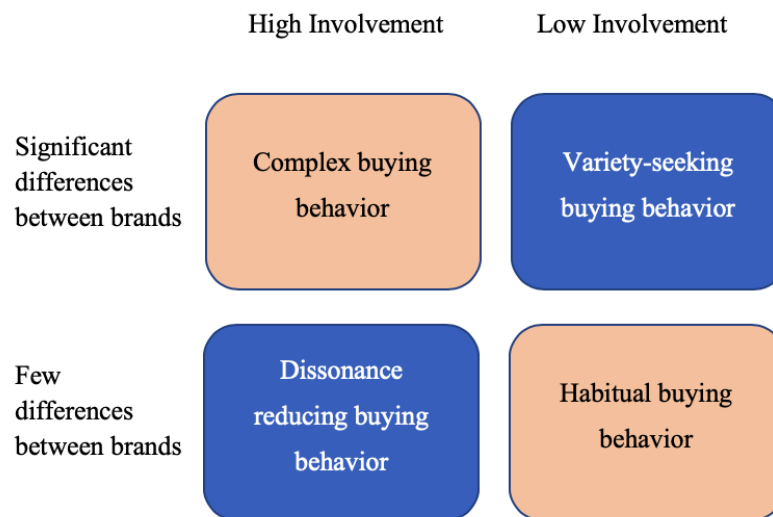 High Involvement
Low Involvement
Significant
differences
between brands
Complex buying
behavior
Variety-seeking
buying behavior
Few
differences
between brands
Dissonance
reducing buying
behavior
Habitual buying
behavior